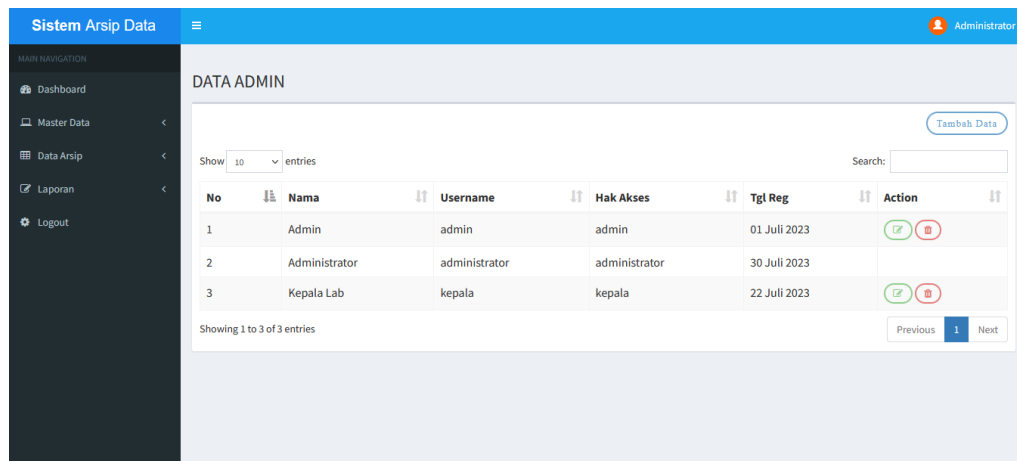 Sistem Arsip Data
Administrator
MAIN NAVIGATION
Dashboard
Master Data
Data Arsip
Laporan
Logout
DATA ADMIN
Tambah Data
Show 10 entries Search:
No Nama Username Hak Akses Tgl Reg Action
1 Admin admin admin 01 Juli 2023
2 Administrator administrator administrator 30 Juli 2023
3 Kepala Lab kepala kepala 22 Juli 2023
Showing 1 to 3 of 3 entries Previous 1 Next